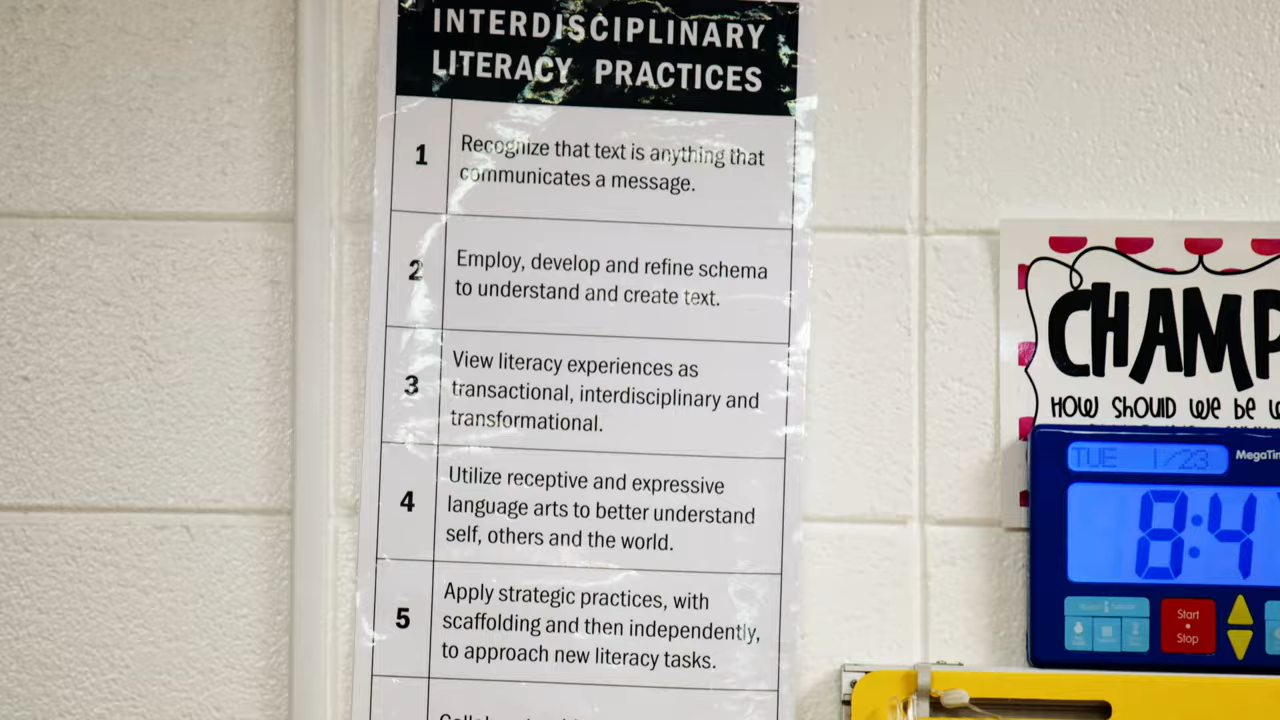 INTERDISCIPLINARY
LITERACY PRACTICES
1
Recognize that text is anything that
communicates a message.
2
Employ, develop and refine schema
to understand and create text.
3
View literacy experiences as
transactional, interdisciplinary and
transformational.
4
Utilize receptive and expressive
language arts to better understand
self, others and the world.
5
Apply strategic practices, with
scaffolding and then independently,
to approach new literacy tasks.
CHAMP
HOW SHOULD WE BE
TUE 1/23
8:4
Start
Stop